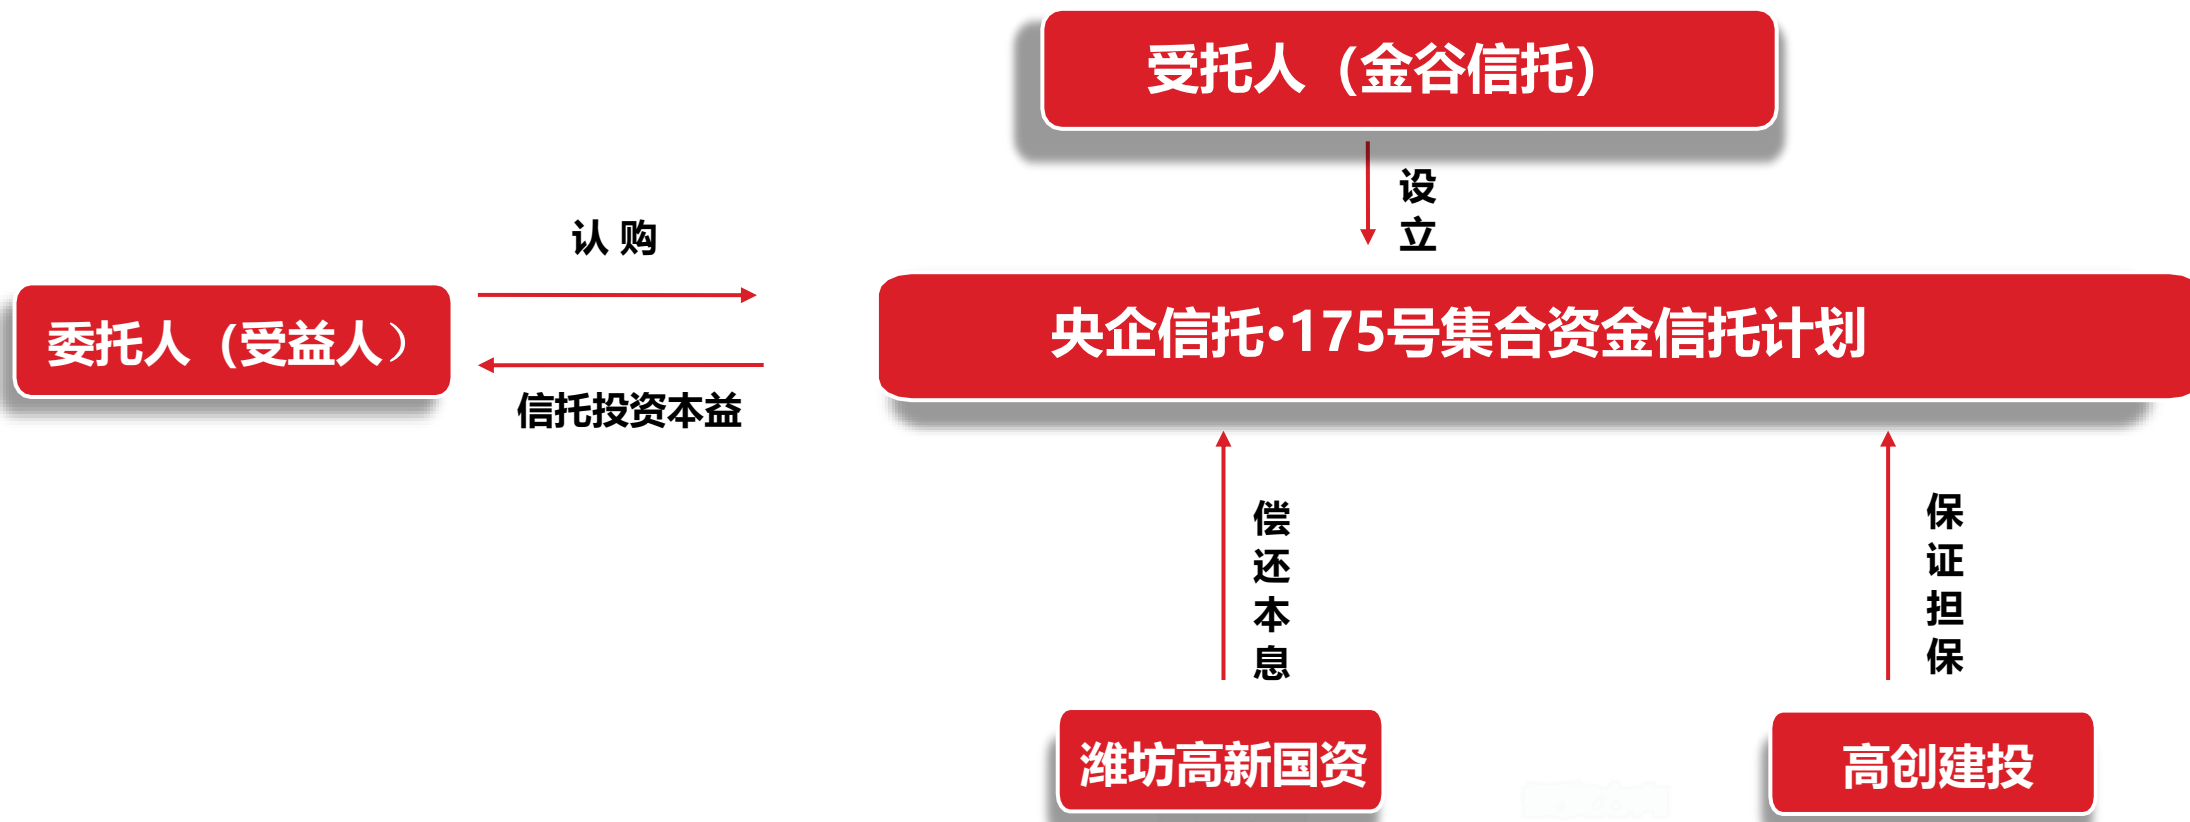 受托人（金谷信托）
设立
认 购
委托人（受益人）
央企信托·175号集合资金信托计划
信托投资本益
偿还本息
保证担保
潍坊高新国资
高创建投